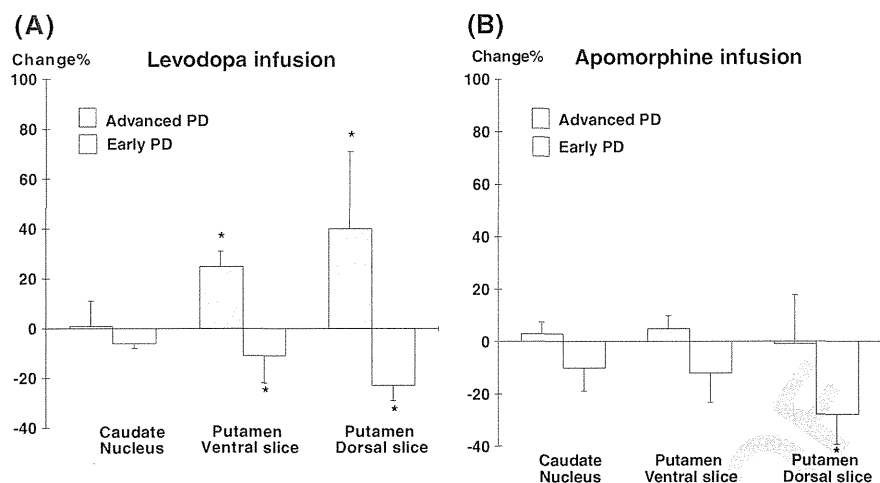 (A)
Change%
Levodopa infusion
100
80
60
40
20
0
-20
-40
Advanced PD
Early PD
*
*
*
*
Caudate
Nucleus
Putamen
Ventral slice
Putamen
Dorsal slice
(B)
Change%
Apomorphine infusion
100
80
60
40
20
0
-20
-40
Advanced PD
Early PD
*
Caudate
Nucleus
Putamen
Ventral slice
Putamen
Dorsal slice